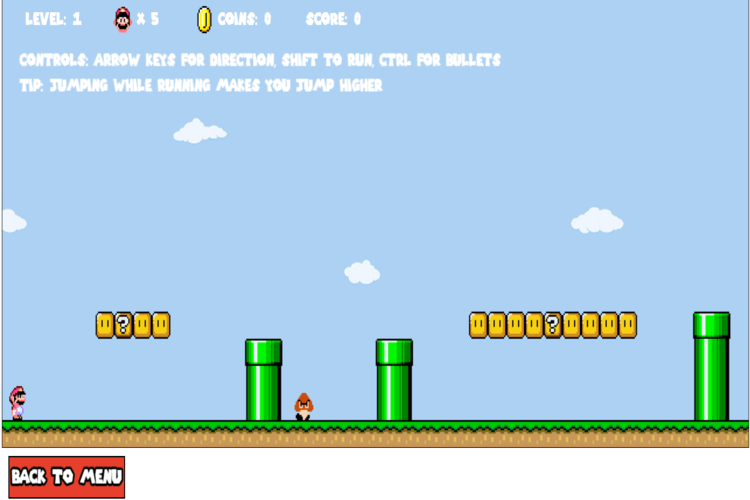 LEVEL: 1 X 5 COINS: 0 SCORE: 0
CONTROLS: ARROW KEYS FOR DIRECTION, SHIFT TO RUN, CTRL FOR BULLETS
TIP: JUMPING WHILE RUNNING MAKES YOU JUMP HIGHER
? ?
BACK TO MENU